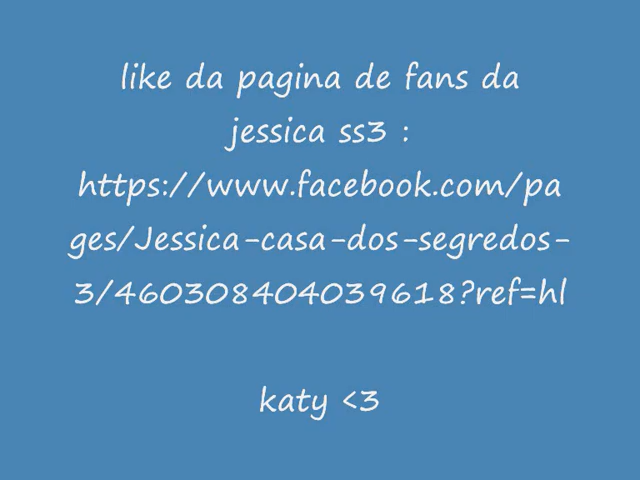 like da pagina de fans da
jessica ss3 :
https://www.facebook.com/pa
ges/Jessica-casa-dos-segredos-
3/460308404039618?ref=hl
katy <3